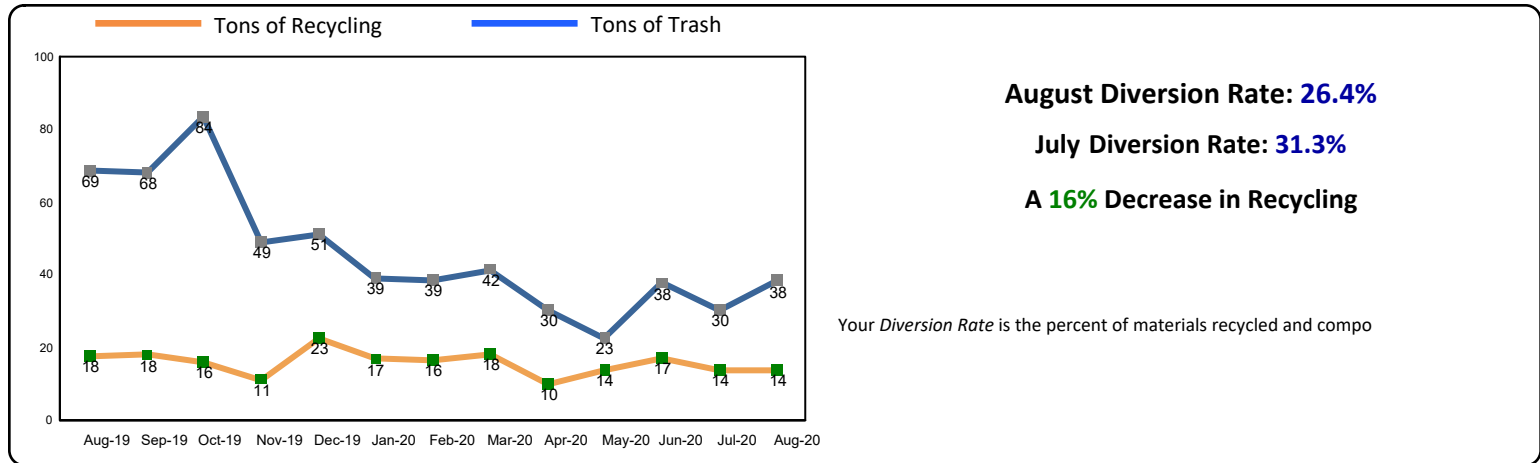 Tons of Recycling Tons of Trash
100
80
60
40
20
0
69 68 84 49 51 39 39 42 30 23 38 30 38
18 18 16 11 23 17 16 18 10 14 17 14 14
Aug-19 Sep-19 Oct-19 Nov-19 Dec-19 Jan-20 Feb-20 Mar-20 Apr-20 May-20 Jun-20 Jul-20 Aug-20
August Diversion Rate: 26.4%
July Diversion Rate: 31.3%
A 16% Decrease in Recycling
Your Diversion Rate is the percent of materials recycled and compo